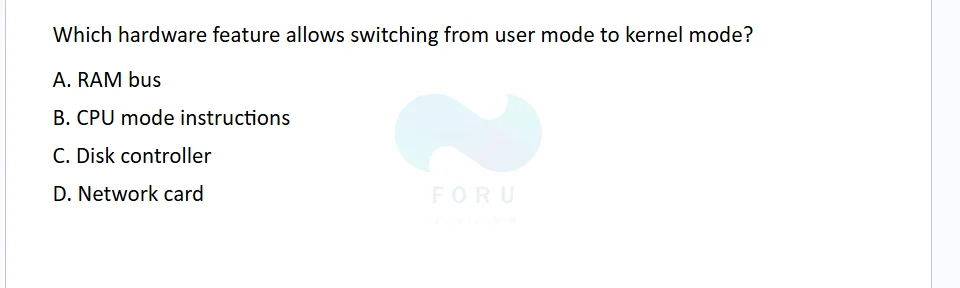 Which hardware feature allows switching from user mode to kernel mode?
A. RAM bus
B. CPU mode instructions
C. Disk controller
D. Network card
FORU